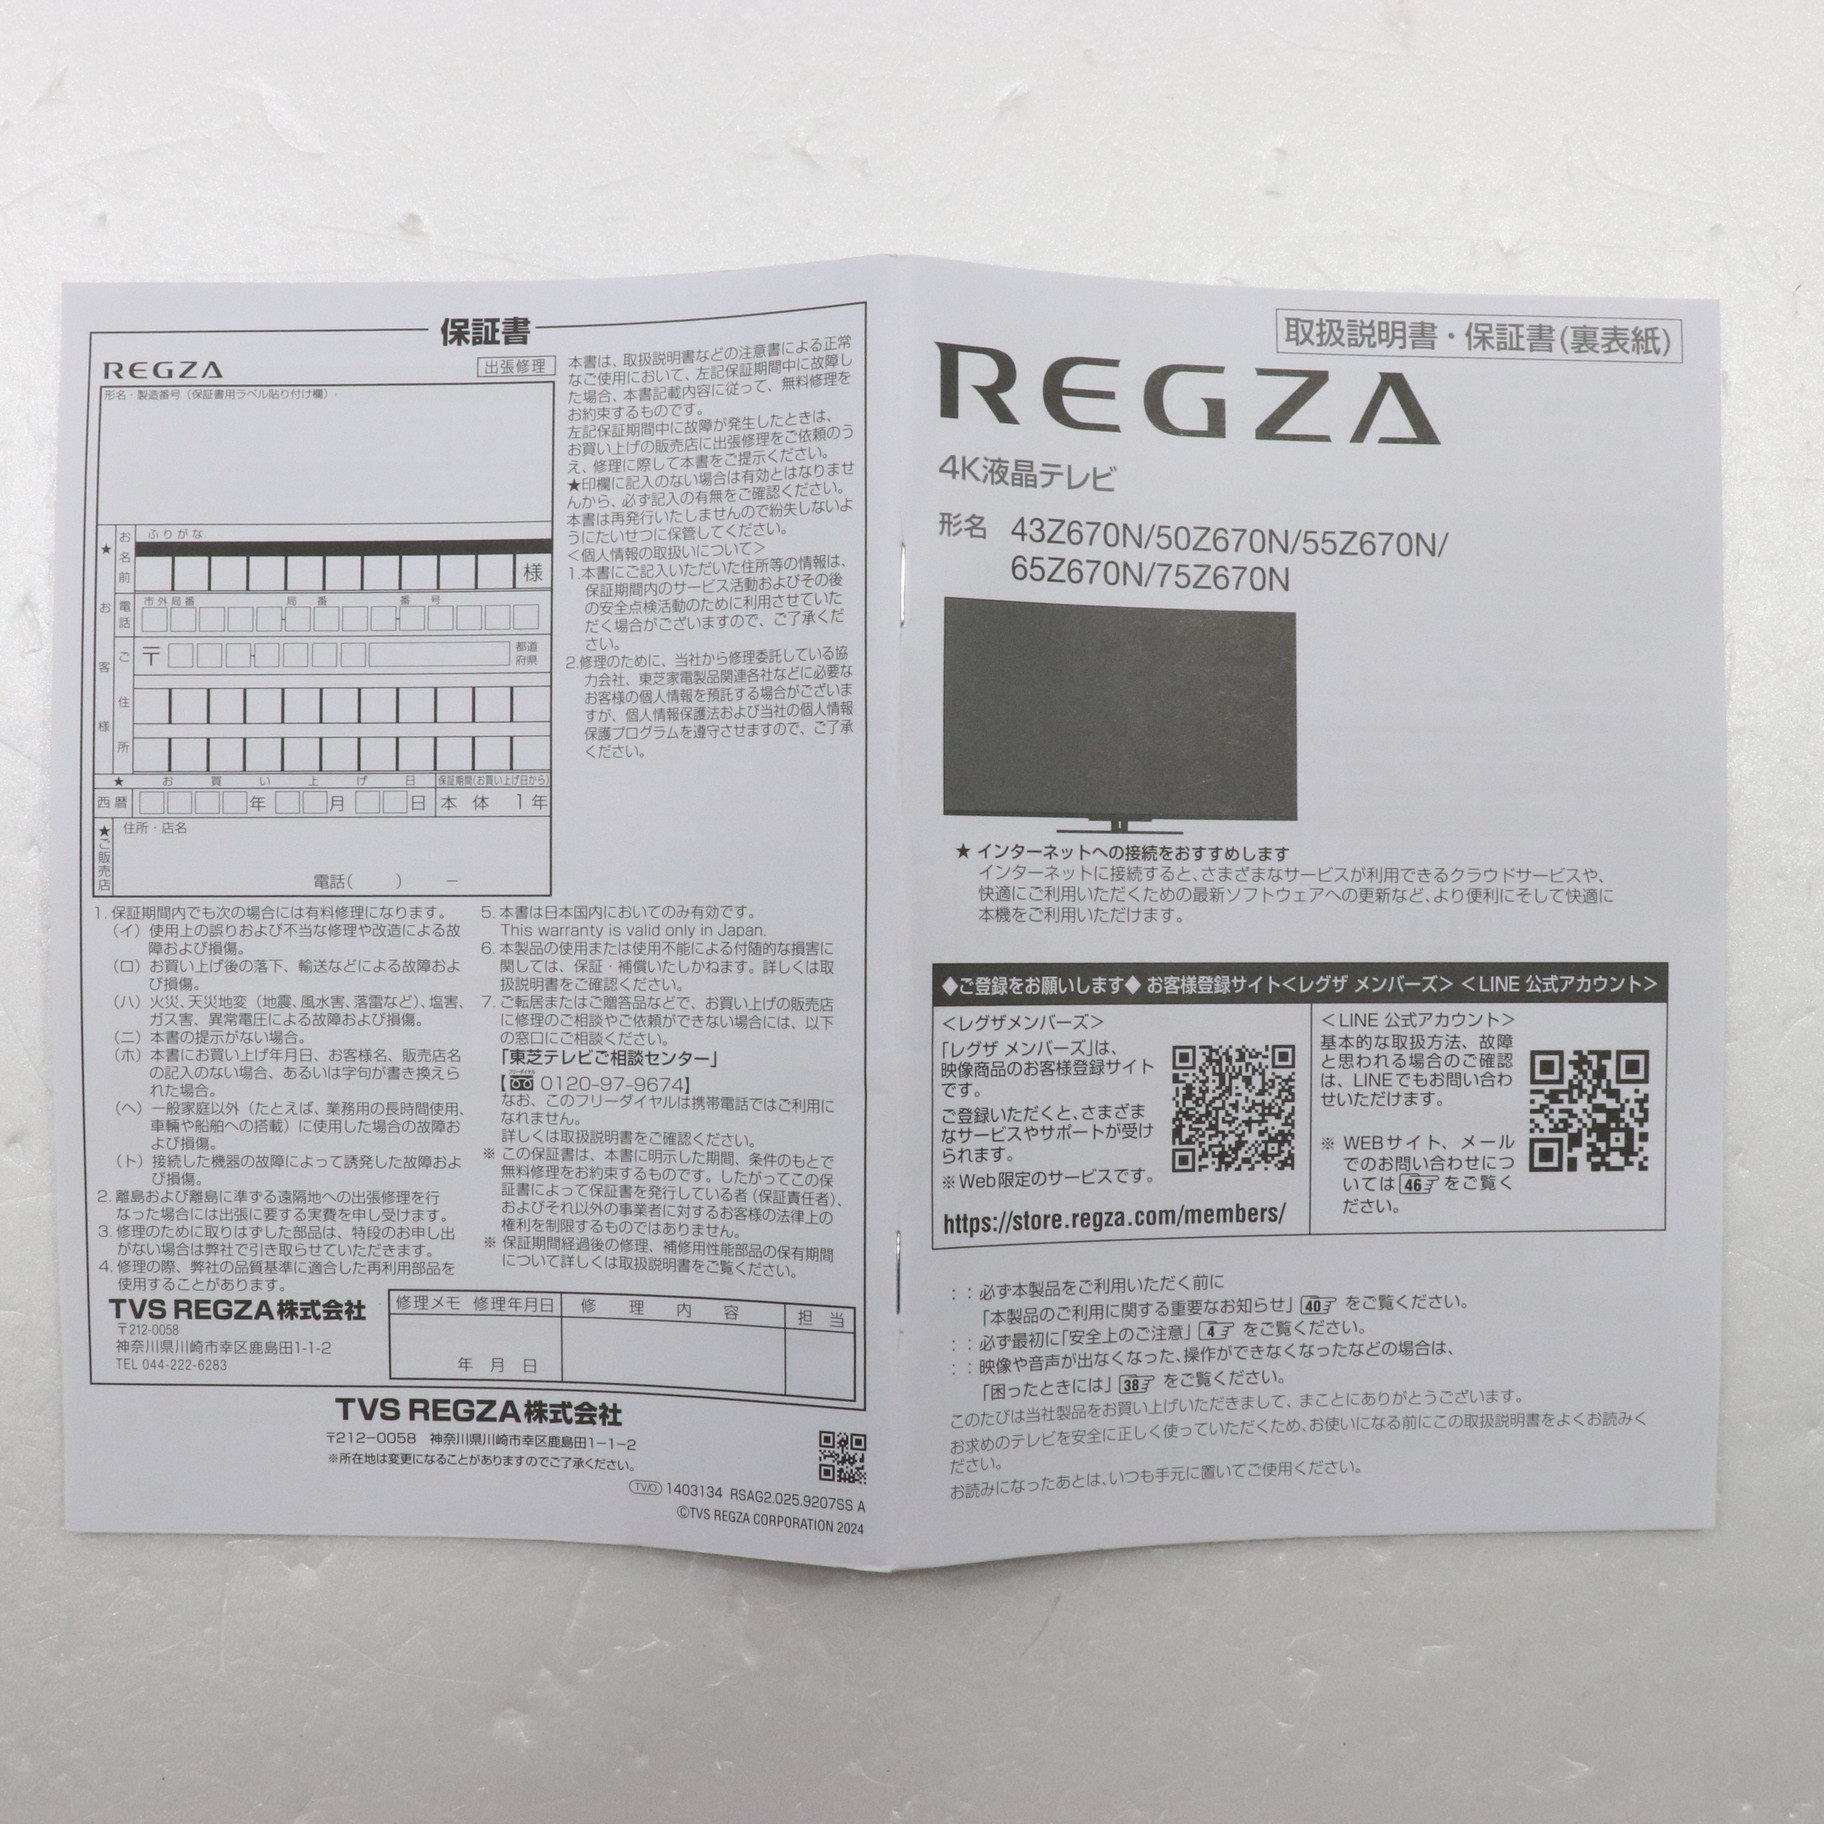 保証書
REGZA
出張修理
形名・製造番号（保証書用ラベル貼り付け欄）
★
お客様
お名前
ふりがな
様
電話
市外局番 局番 番号
ご住所
〒
都道府県
★ お買い上げ日 保証期間(お買い上げ日から)
西暦 年 月 日 本体 1年
★ご販売店
住所・店名
電話( ) −
本書は、取扱説明書などの注意書による正常
なご使用において、左記保証期間中に故障し
た場合、本書記載内容に従って、無料修理を
お約束するものです。
左記保証期間中に故障が発生したときは、
お買い上げの販売店に出張修理をご依頼のう
え、修理に際して本書をご提示ください。
★印欄に記入のない場合は有効とはなりませ
んから、必ず記入の有無をご確認ください。
本書は再発行いたしませんので紛失しないよ
うにたいせつに保管してください。
＜個人情報の取扱いについて＞
1.本書にご記入いただいた住所等の情報は、
保証期間内のサービス活動およびその後
の安全点検活動のために利用させていた
だく場合がございますので、ご了承くだ
さい。
2.修理のために、当社から修理委託している協
力会社、東芝家電製品関連各社などに必要な
お客様の個人情報を預託する場合がございま
すが、個人情報保護法および当社の個人情報
保護プログラムを遵守させますので、ご了承
ください。
1. 保証期間内でも次の場合には有料修理になります。
（イ）使用上の誤りおよび不当な修理や改造による故
障および損傷。
（ロ）お買い上げ後の落下、輸送などによる故障およ
び損傷。
（ハ）火災、天災地変（地震、風水害、落雷など）、塩害、
ガス害、異常電圧による故障および損傷。
（ニ）本書の提示がない場合。
（ホ）本書にお買い上げ年月日、お客様名、販売店名
の記入のない場合、あるいは字句が書き換えら
れた場合。
（ヘ）一般家庭以外（たとえば、業務用の長時間使用、
車輛や船舶への搭載）に使用した場合の故障お
よび損傷。
（ト）接続した機器の故障によって誘発した故障およ
び損傷。
2. 離島および離島に準ずる遠隔地への出張修理を行
なった場合には出張に要する実費を申し受けます。
3. 修理のために取りはずした部品は、特段のお申し出
がない場合は弊社で引き取らせていただきます。
4. 修理の際、弊社の品質基準に適合した再利用部品を
使用することがあります。
5. 本書は日本国内においてのみ有効です。
This warranty is valid only in Japan.
6. 本製品の使用または使用不能による付随的な損害に
関しては、保証・補償いたしかねます。詳しくは取
扱説明書をご確認ください。
7. ご転居またはご贈答品などで、お買い上げの販売店
に修理のご相談やご依頼ができない場合には、以下
の窓口にご相談ください。
「東芝テレビご相談センター」
フリーダイヤル
【0120-97-9674】
なお、このフリーダイヤルは携帯電話ではご利用に
なれません。
詳しくは取扱説明書をご確認ください。
※ この保証書は、本書に明示した期間、条件のもとで
無料修理をお約束するものです。したがってこの保
証書によって保証書を発行している者（保証責任者）、
およびそれ以外の事業者に対するお客様の法律上の
権利を制限するものではありません。
※ 保証期間経過後の修理、補修用性能部品の保有期間
について詳しくは取扱説明書をご覧ください。
TVS REGZA株式会社
〒212-0058
神奈川県川崎市幸区鹿島田1-1-2
TEL 044-222-6283
修理メモ 修理年月日 修理内容 担当
年 月 日
TVS REGZA株式会社
〒212−0058 神奈川県川崎市幸区鹿島田1−1−2
※所在地は変更になることがありますのでご了承ください。
TV/D 1403134 RSAG2.025.9207SS A
©TVS REGZA CORPORATION 2024
取扱説明書・保証書(裏表紙)
REGZA
4K液晶テレビ
形名 43Z670N/50Z670N/55Z670N/
65Z670N/75Z670N
★ インターネットへの接続をおすすめします
インターネットに接続すると、さまざまなサービスが利用できるクラウドサービスや、
快適にご利用いただくための最新ソフトウェアへの更新など、より便利にそして快適に
本機をご利用いただけます。
◆ご登録をお願いします◆ お客様登録サイト＜レグザ メンバーズ＞ ＜LINE 公式アカウント＞
＜レグザメンバーズ＞
「レグザ メンバーズ」は、
映像商品のお客様登録サイト
です。
ご登録いただくと、さまざま
なサービスやサポートが受け
られます。
※Web限定のサービスです。
https://store.regza.com/members/
＜LINE 公式アカウント＞
基本的な取扱方法、故障
と思われる場合のご確認
は、LINEでもお問い合わ
せいただけます。
※ WEBサイト、メール
でのお問い合わせにつ
いては 46 をご覧く
ださい。
：：必ず本製品をご利用いただく前に
「本製品のご利用に関する重要なお知らせ」 40 をご覧ください。
：：必ず最初に「安全上のご注意」 4 をご覧ください。
：：映像や音声が出なくなった、操作ができなくなったなどの場合は、
「困ったときには」 38 をご覧ください。
このたびは当社製品をお買い上げいただきまして、まことにありがとうございます。
お求めのテレビを安全に正しく使っていただくため、お使いになる前にこの取扱説明書をよくお読みく
ださい。
お読みになったあとは、いつも手元に置いてご使用ください。